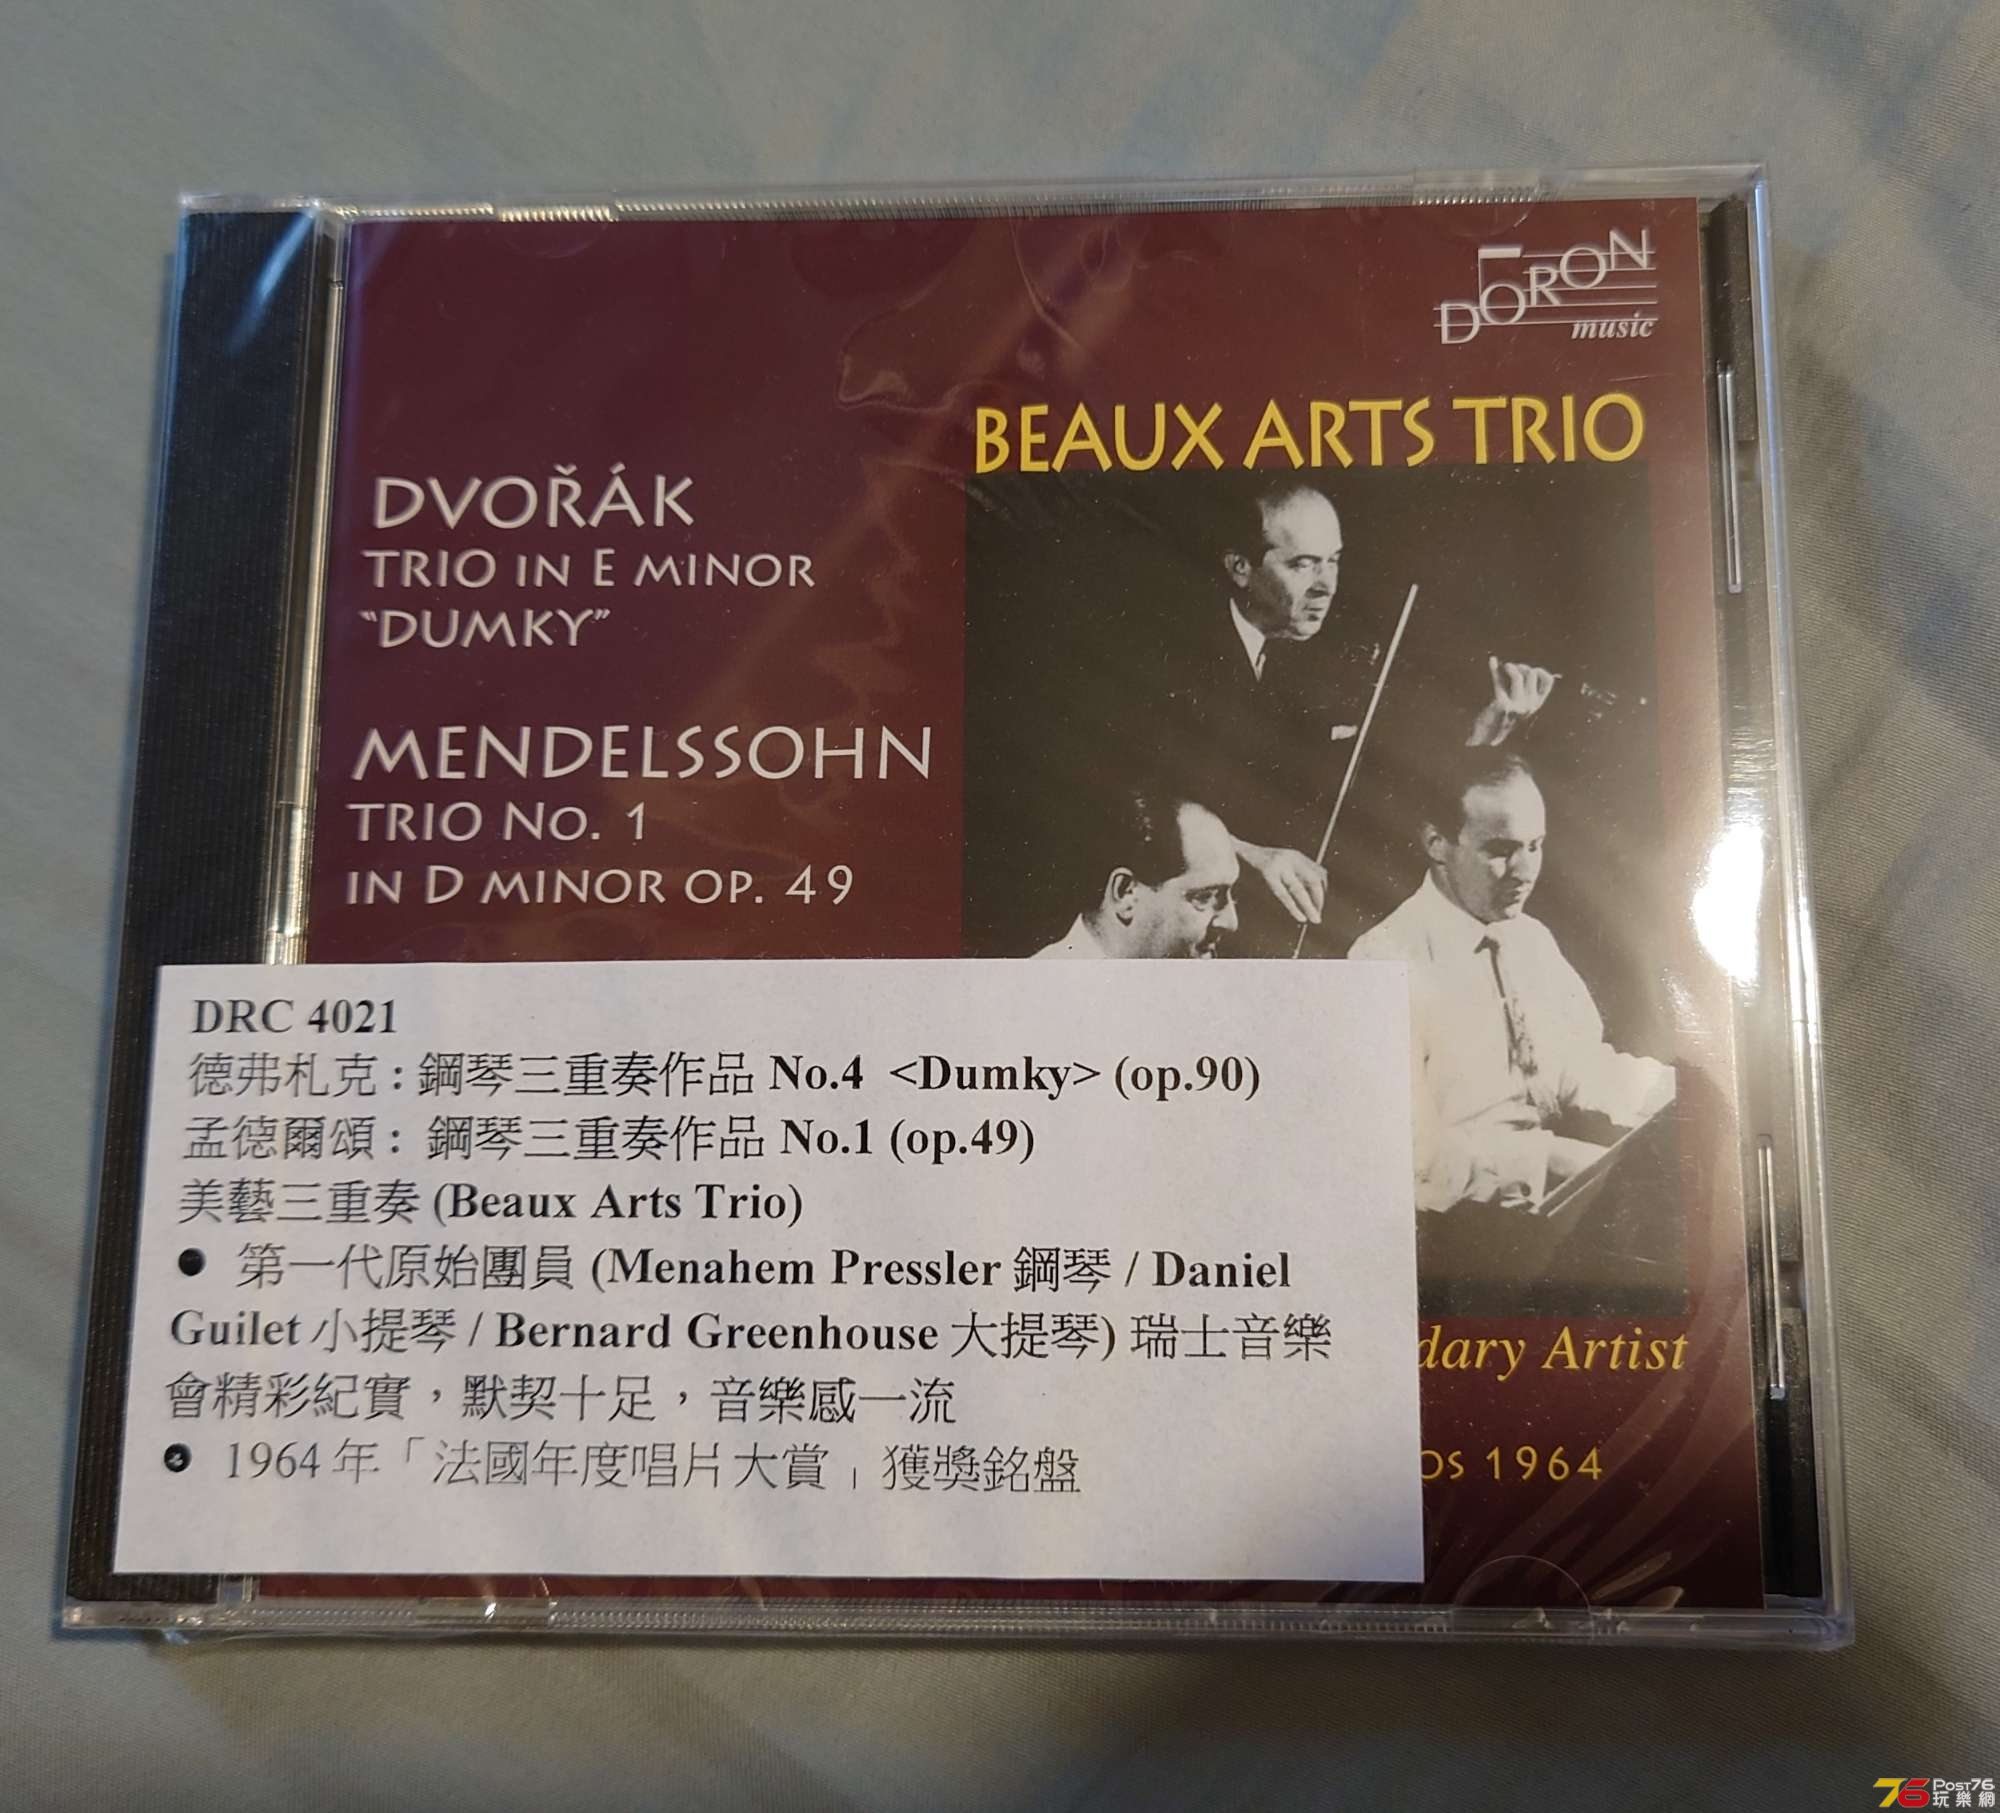 DORON
music
BEAUX ARTS TRIO
DVOŘÁK
TRIO IN E MINOR
“DUMKY”
MENDELSSOHN
TRIO No. 1
IN D MINOR OP. 49
DRC 4021
德弗札克 : 鋼琴三重奏作品 No.4 <Dumky> (op.90)
孟德爾頌 : 鋼琴三重奏作品 No.1 (op.49)
美藝三重奏 (Beaux Arts Trio)
● 第一代原始團員 (Menahem Pressler 鋼琴 / Daniel
Guilet 小提琴 / Bernard Greenhouse 大提琴) 瑞士音樂
會精彩紀實，默契十足，音樂感一流
● 1964 年「法國年度唱片大賞」獲獎銘盤
dary Artist
os 1964
76 Post76
玩樂網